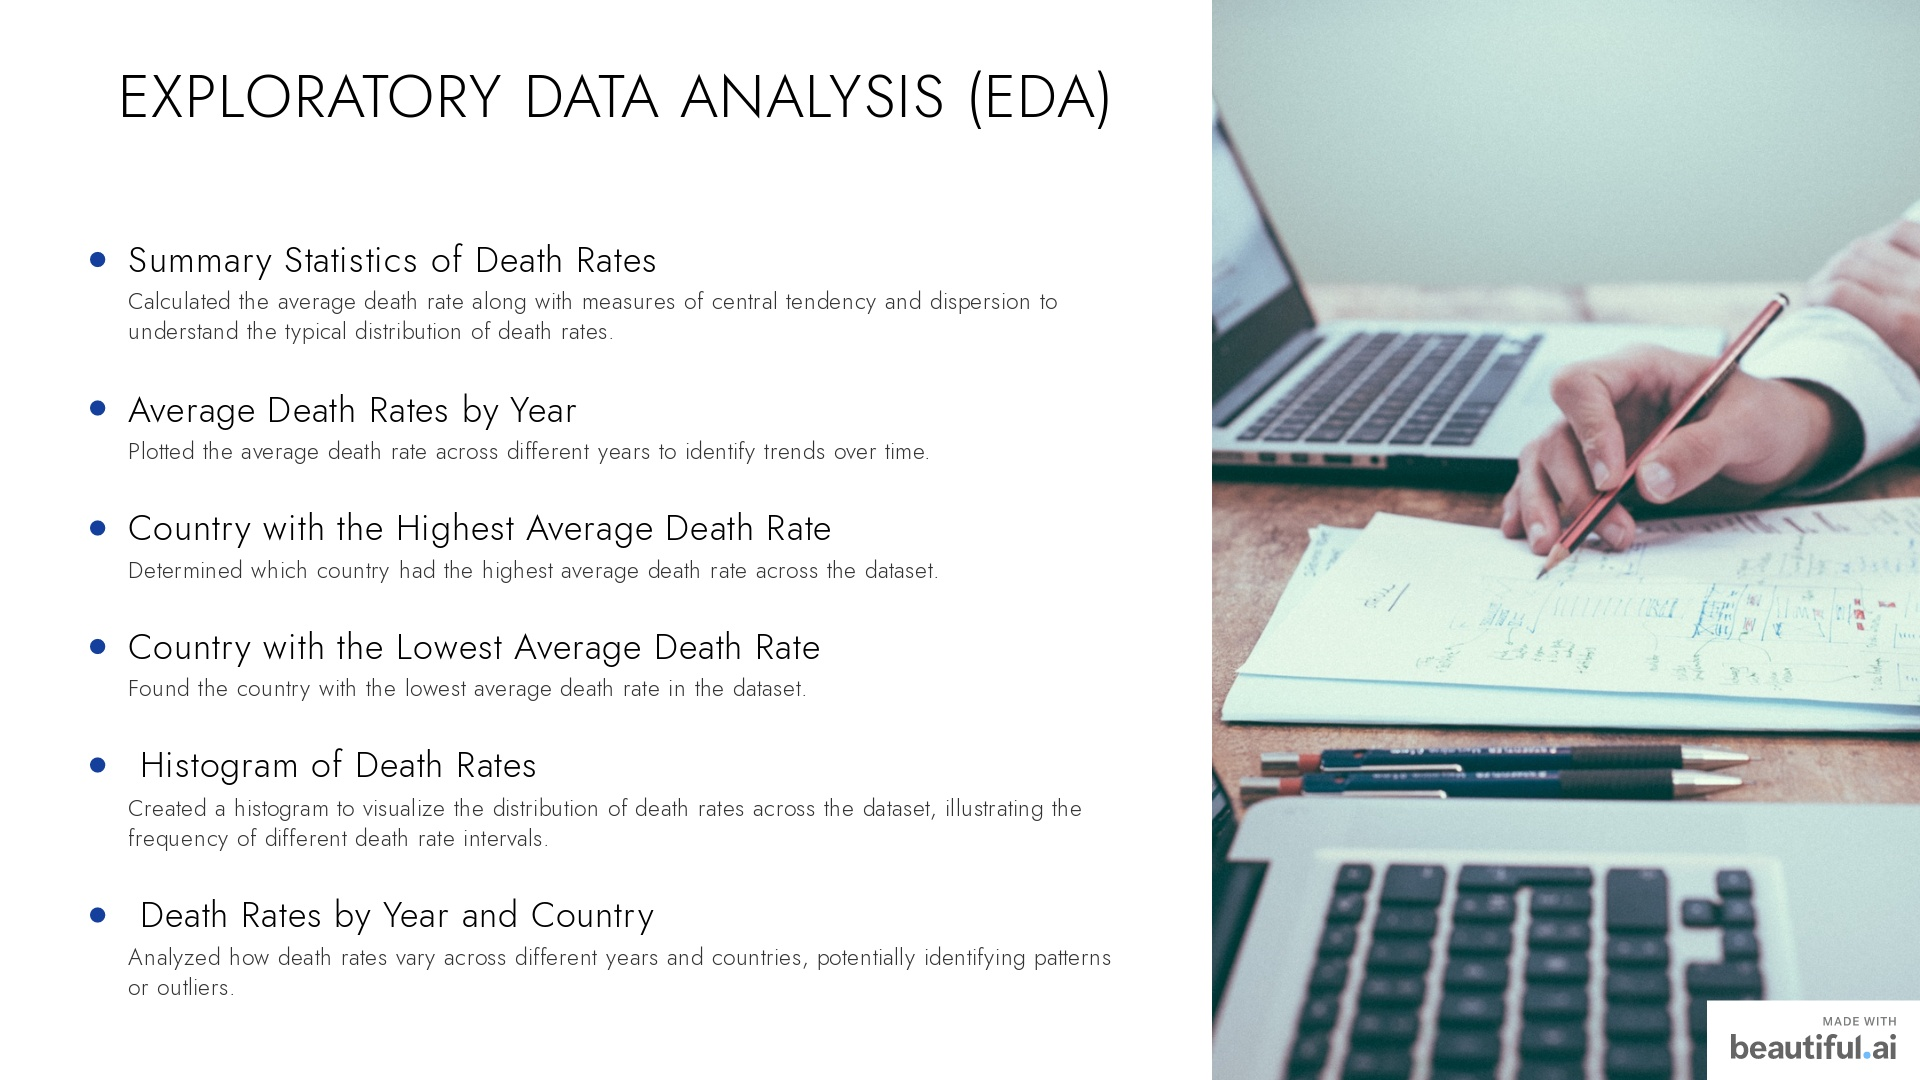 EXPLORATORY DATA ANALYSIS (EDA)
Summary Statistics of Death Rates
Calculated the average death rate along with measures of central tendency and dispersion to
understand the typical distribution of death rates.
Average Death Rates by Year
Plotted the average death rate across different years to identify trends over time.
Country with the Highest Average Death Rate
Determined which country had the highest average death rate across the dataset.
Country with the Lowest Average Death Rate
Found the country with the lowest average death rate in the dataset.
Histogram of Death Rates
Created a histogram to visualize the distribution of death rates across the dataset, illustrating the
frequency of different death rate intervals.
Death Rates by Year and Country
Analyzed how death rates vary across different years and countries, potentially identifying patterns
or outliers.
MADE WITH
beautiful.ai